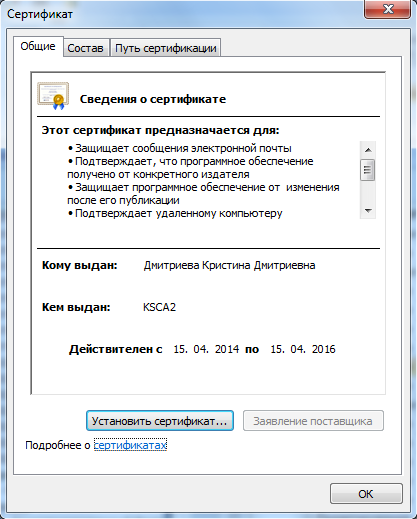 Сертификат
Общие Состав Путь сертификации
Сведения о сертификате
Этот сертификат предназначается для:
• Защищает сообщения электронной почты
• Подтверждает, что программное обеспечение
получено от конкретного издателя
• Защищает программное обеспечение от изменения
после его публикации
• Подтверждает удаленному компьютеру
Кому выдан: Дмитриева Кристина Дмитриевна
Кем выдан: KSCA2
Действителен с 15. 04. 2014 по 15. 04. 2016
Установить сертификат... Заявление поставщика
Подробнее о сертификатах
ОК